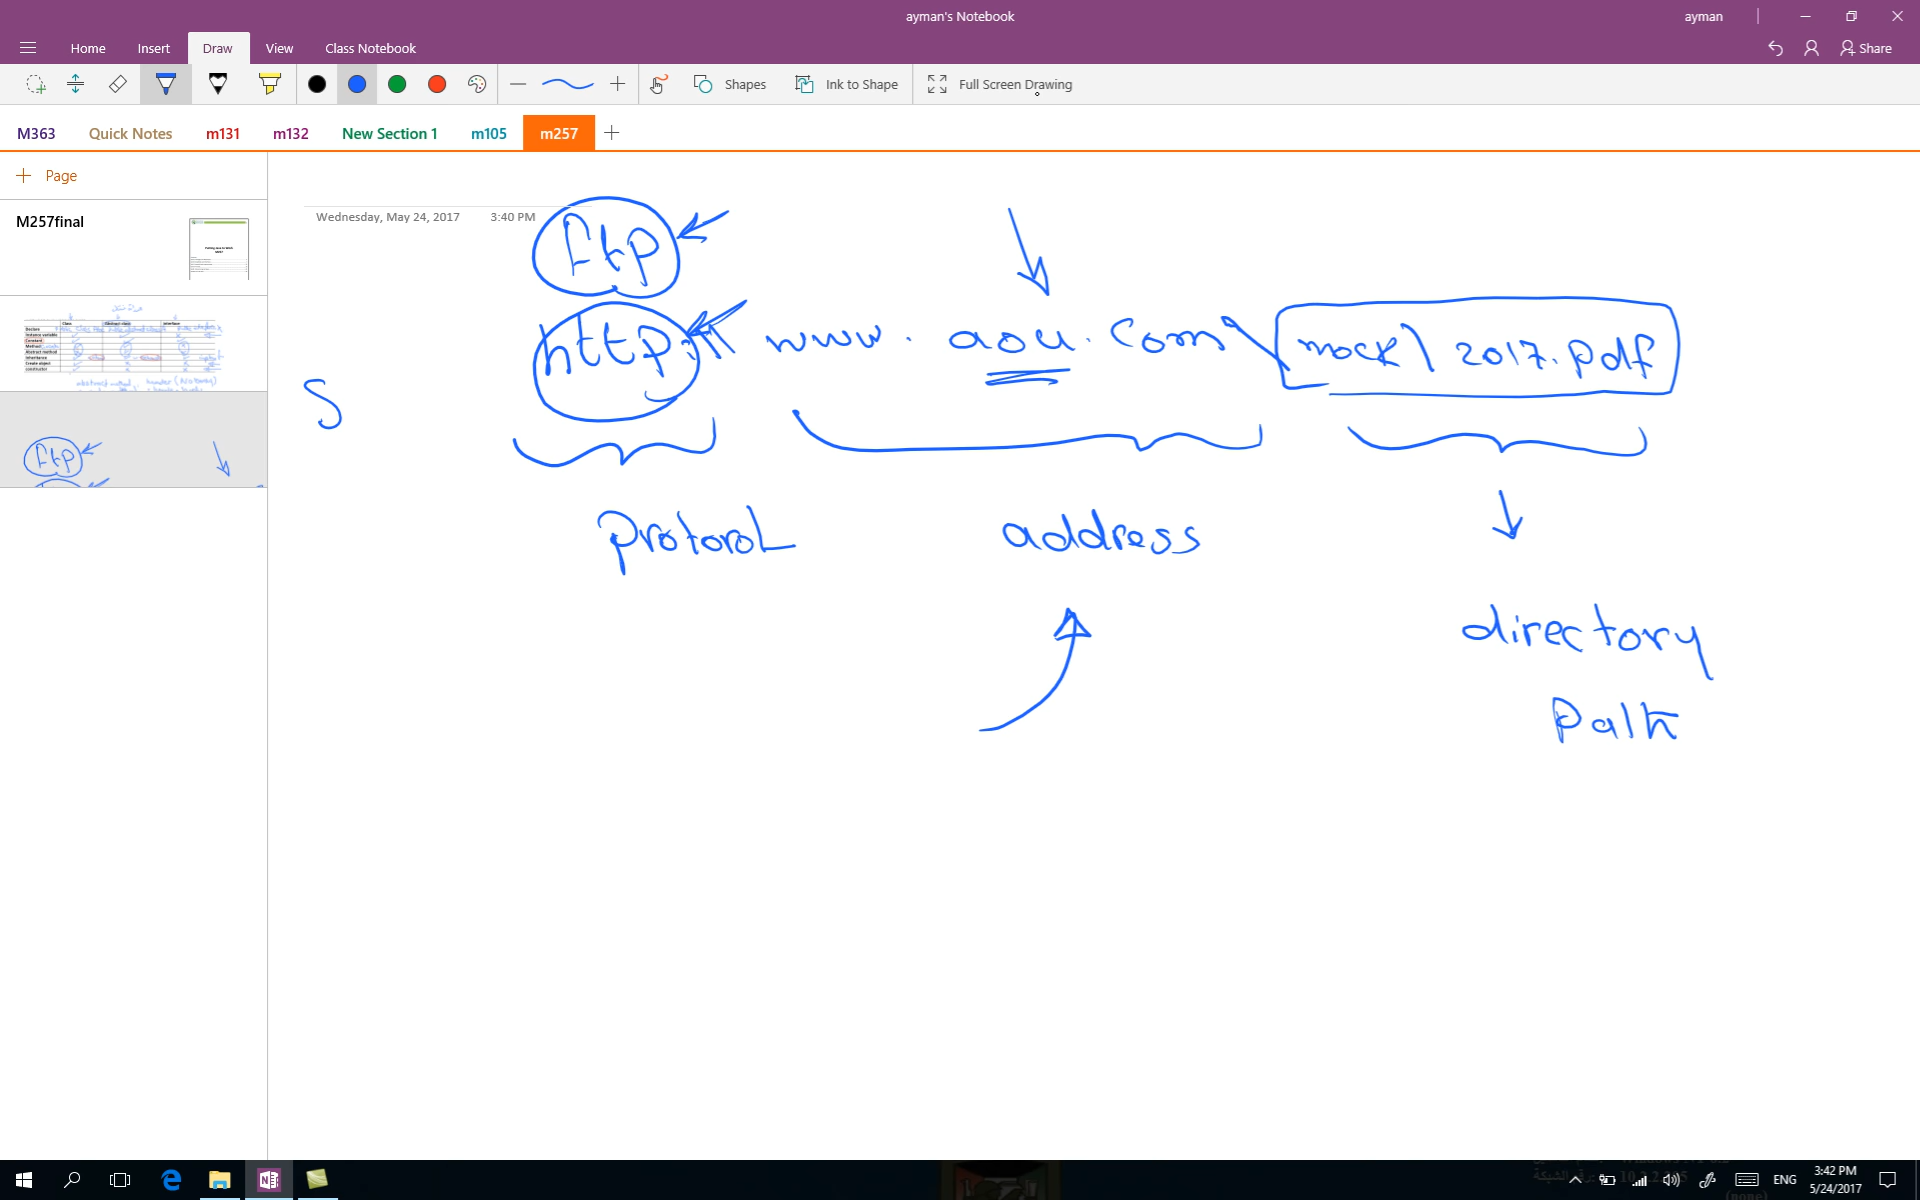 ayman's Notebook
ayman
Home Insert Draw View Class Notebook
Share
Shapes Ink to Shape Full Screen Drawing
M363 Quick Notes m131 m132 New Section 1 m105 m257
Page
M257final
Wednesday, May 24, 2017 3:40 PM
ftp
http:\\ www.aou.com\mock\2017.pdf
S
protorol address
directory
Path
ENG
3:42 PM
5/24/2017